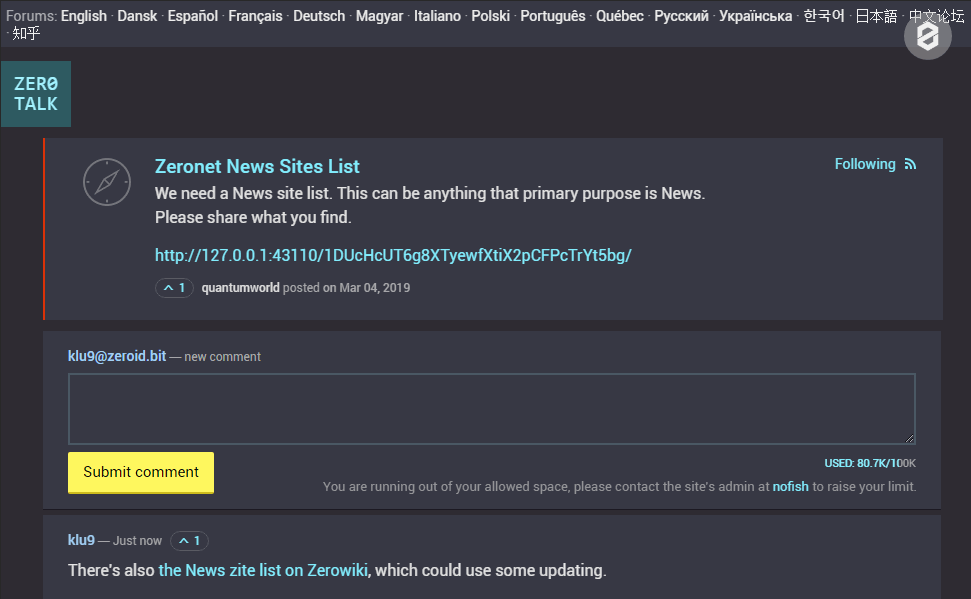 Forums: English · Dansk · Español · Français · Deutsch · Magyar · Italiano · Polski · Português · Québec · Русский · Українська · 한국어 · 日本語 · 中文论坛
· 知乎
ZER0
TALK
Zeronet News Sites List
Following
We need a News site list. This can be anything that primary purpose is News.
Please share what you find.
http://127.0.0.1:43110/1DUcHcUT6g8XTyewfXtiX2pCFPcTrYt5bg/
1 quantumworld posted on Mar 04, 2019
klu9@zeroid.bit — new comment
Submit comment
USED: 80.7K/100K
You are running out of your allowed space, please contact the site's admin at nofish to raise your limit.
klu9 — Just now 1
There's also the News zite list on Zerowiki, which could use some updating.